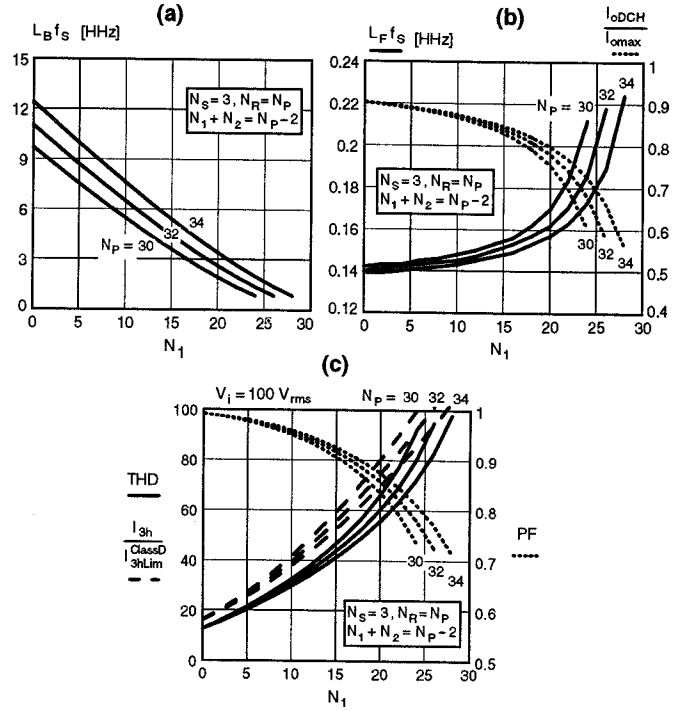 (a)
L_B f_S [HHz]
15
12
9
6
3
0
N_S = 3, N_R = N_P
N_1 + N_2 = N_P - 2
34
32
N_P = 30
0 5 10 15 20 25 30
N_1
(b)
L_F f_S [HHz]
I_oDCH
I_omax
0.24
0.22
0.2
0.18
0.16
0.14
0.12
N_P = 30 32 34
N_S = 3, N_R = N_P
N_1 + N_2 = N_P - 2
30 32 34
1
0.9
0.8
0.7
0.6
0.5
0.4
0 5 10 15 20 25 30
N_1
(c)
V_i = 100 V_rms
N_P = 30 32 34
100
80
60
40
20
0
THD
I_3h
I_3hLim^ClassD
1
0.9
0.8
0.7
0.6
0.5
PF
30 32 34
N_S = 3, N_R = N_P
N_1 + N_2 = N_P - 2
0 5 10 15 20 25 30
N_1